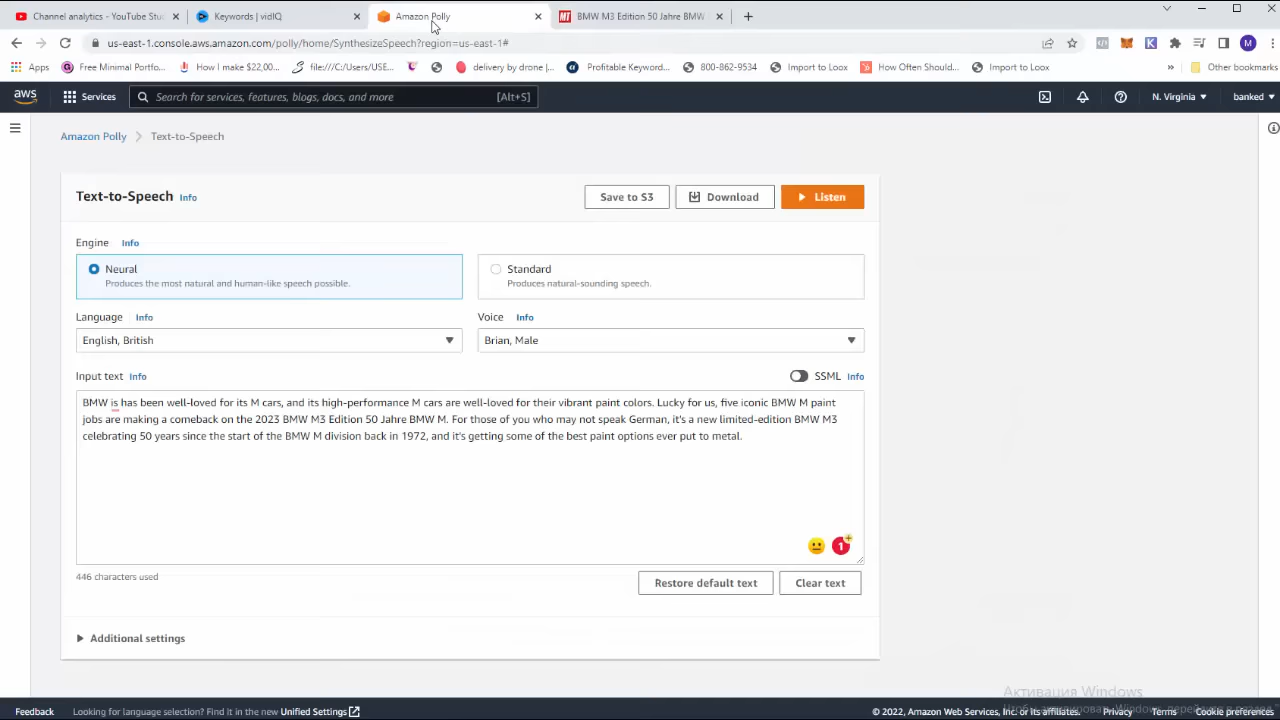 Channel analytics - YouTube Stu
Keywords | vidIQ
Amazon Polly
BMW M3 Edition 50 Jahre BMW
us-east-1.console.aws.amazon.com/polly/home/SynthesizeSpeech?region=us-east-1#
M
Apps
Free Minimal Portfo...
How I make $22,00...
file:///C:/Users/USE...
delivery by drone |...
Profitable Keyword...
800-862-9534
Import to Loox
How Often Should...
Import to Loox
»
Other bookmarks
aws
Services
Search for services, features, blogs, docs, and more
[Alt+S]
N. Virginia
banked
Amazon Polly
Text-to-Speech
Text-to-Speech Info
Save to S3
Download
Listen
Engine Info
Neural
Produces the most natural and human-like speech possible.
Standard
Produces natural-sounding speech.
Language Info
Voice Info
English, British
Brian, Male
Input text Info
SSML Info
BMW is has been well-loved for its M cars, and its high-performance M cars are well-loved for their vibrant paint colors. Lucky for us, five iconic BMW M paint
jobs are making a comeback on the 2023 BMW M3 Edition 50 Jahre BMW M. For those of you who may not speak German, it's a new limited-edition BMW M3
celebrating 50 years since the start of the BMW M division back in 1972, and it's getting some of the best paint options ever put to metal.
1
446 characters used
Restore default text
Clear text
Additional settings
Активация Windows
Feedback
Looking for language selection? Find it in the new Unified Settings
© 2022, Amazon Web Services, Inc. or its affiliates.
Privacy
Terms
Cookie preferences